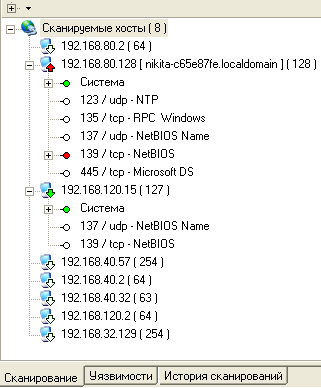 Сканируемые хосты ( 8 )
192.168.80.2 ( 64 )
192.168.80.128 [ nikita-c65e87fe.localdomain ] ( 128 )
Система
123 / udp - NTP
135 / tcp - RPC Windows
137 / udp - NetBIOS Name
139 / tcp - NetBIOS
445 / tcp - Microsoft DS
192.168.120.15 ( 127 )
Система
137 / udp - NetBIOS Name
139 / tcp - NetBIOS
192.168.40.57 ( 254 )
192.168.40.2 ( 64 )
192.168.40.32 ( 63 )
192.168.120.2 ( 64 )
192.168.32.129 ( 254 )
Сканирование Уязвимости История сканирований